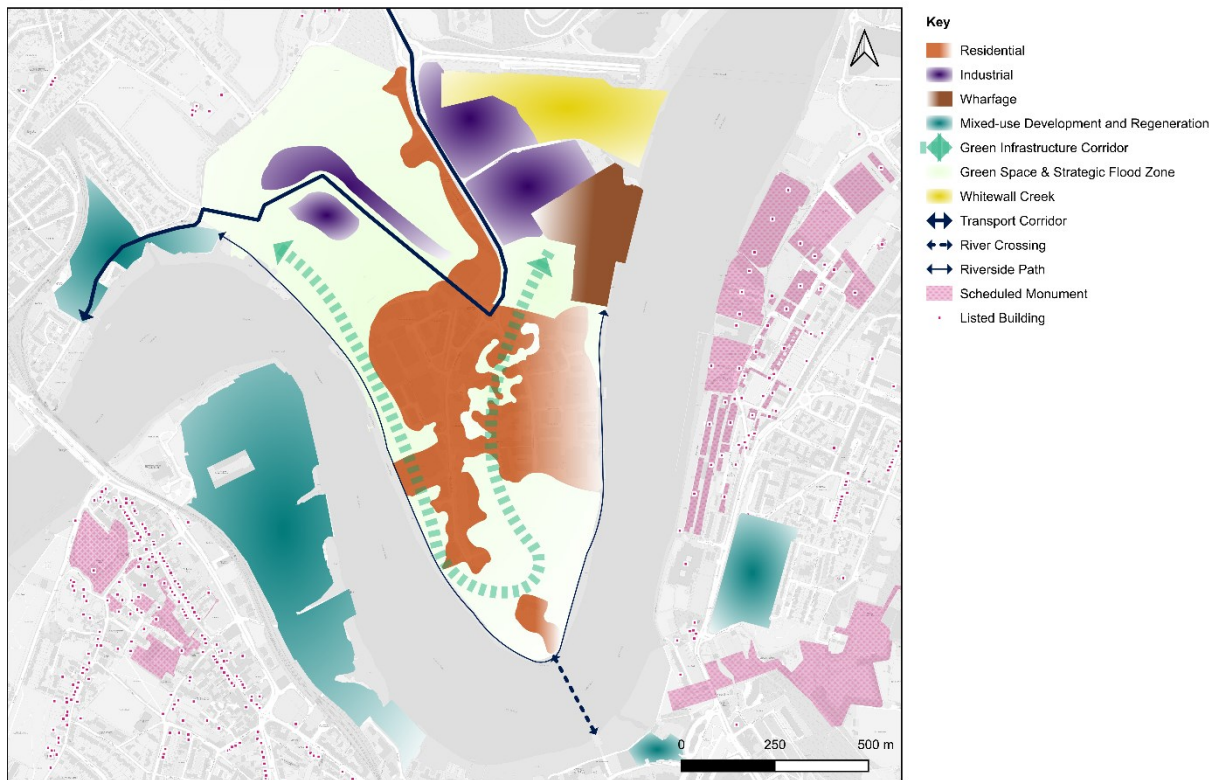 Key
Residential
Industrial
Wharfage
Mixed-use Development and Regeneration
Green Infrastructure Corridor
Green Space & Strategic Flood Zone
Whitewall Creek
Transport Corridor
River Crossing
Riverside Path
Scheduled Monument
Listed Building
0 250 500 m